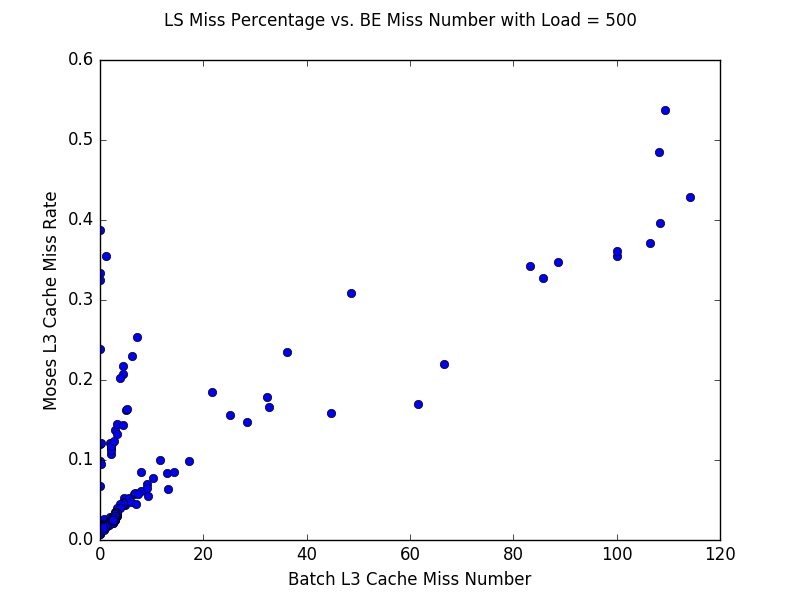 LS Miss Percentage vs. BE Miss Number with Load = 500
0.6
0.5
0.4
0.3
0.2
0.1
0.0
Moses L3 Cache Miss Rate
0 20 40 60 80 100 120
Batch L3 Cache Miss Number